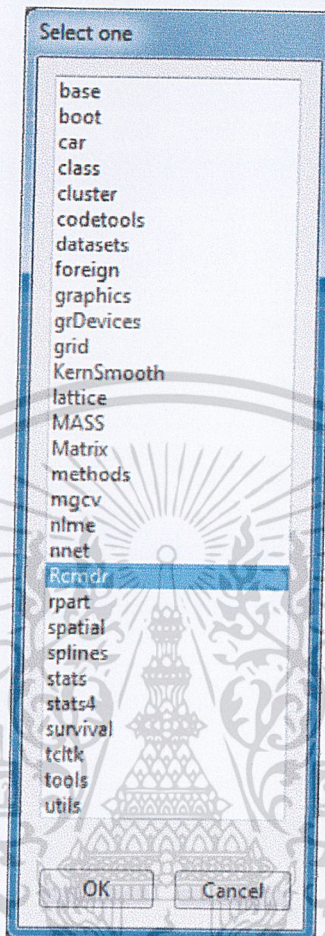 Select one
base
boot
car
class
cluster
codetools
datasets
foreign
graphics
grDevices
grid
KernSmooth
lattice
MASS
Matrix
methods
mgcv
nlme
nnet
Rcmdr
rpart
spatial
splines
stats
stats4
survival
tcltk
tools
utils
OK
Cancel